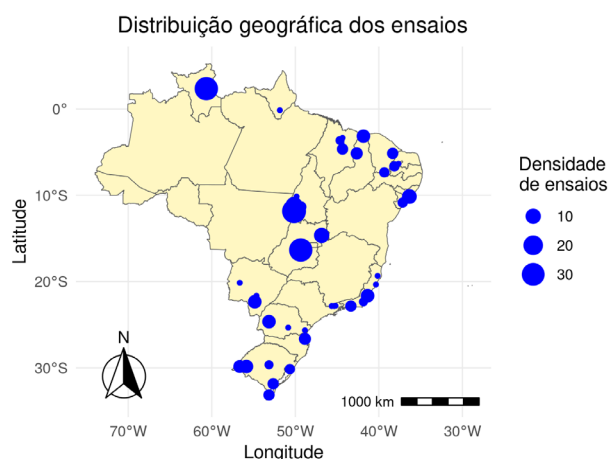 Distribuição geográfica dos ensaios
Latitude
0°
10°S
20°S
30°S
N
1000 km
70°W 60°W 50°W 40°W 30°W
Longitude
Densidade
de ensaios
10
20
30